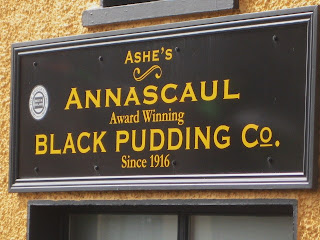 ASHE'S
ANNASCAUL
Award Winning
BLACK PUDDING Co.
Since 1916